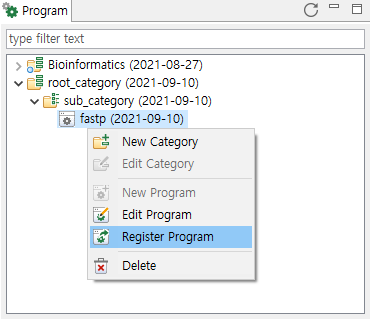 Program
type filter text
Bioinformatics (2021-08-27)
root_category (2021-09-10)
sub_category (2021-09-10)
fastp (2021-09-10)
New Category
Edit Category
New Program
Edit Program
Register Program
Delete